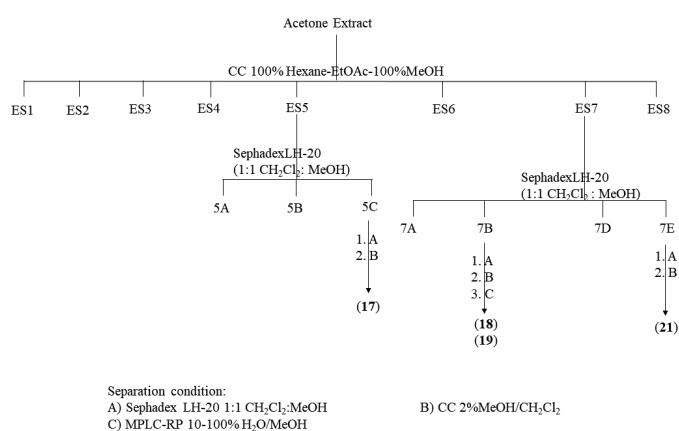 Acetone Extract
CC 100% Hexane-EtOAc-100%MeOH
ES1 ES2 ES3 ES4 ES5 ES6 ES7 ES8
SephadexLH-20
(1:1 CH₂Cl₂: MeOH)
5A 5B 5C
1. A
2. B
(17)
SephadexLH-20
(1:1 CH₂Cl₂ : MeOH)
7A 7B 7D 7E
1. A
2. B
3. C
(18)
(19)
1. A
2. B
(21)
Separation condition:
A) Sephadex LH-20 1:1 CH₂Cl₂:MeOH B) CC 2%MeOH/CH₂Cl₂
C) MPLC-RP 10-100% H₂O/MeOH